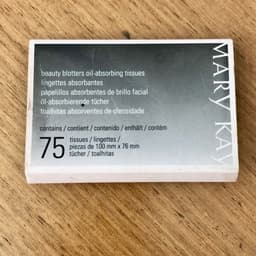 beauty blotters oil-absorbing tissues
lingettes absorbantes
papelillos absorbentes de brillo facial
öl-absorbierende tücher
toalhitas absorventes de oleosidade
contains / contient / contenido / enthält / contém
75 tissues / lingettes /
piezas de 100 mm x 76 mm
tücher / toalhitas
MARY KAY